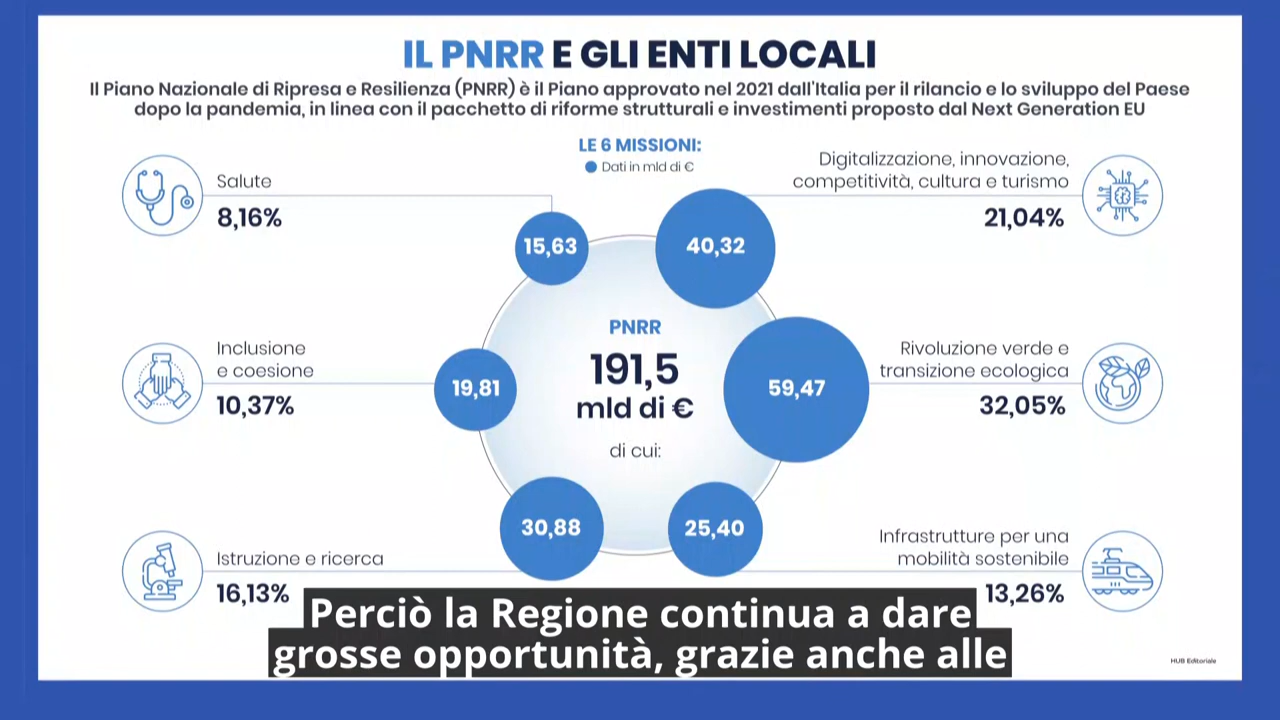 IL PNRR E GLI ENTI LOCALI
Il Piano Nazionale di Ripresa e Resilienza (PNRR) è il Piano approvato nel 2021 dall'Italia per il rilancio e lo sviluppo del Paese
dopo la pandemia, in linea con il pacchetto di riforme strutturali e investimenti proposto dal Next Generation EU
LE 6 MISSIONI:
Dati in mld di €
Salute
8,16%
15,63
Digitalizzazione, innovazione,
competitività, cultura e turismo
21,04%
40,32
Inclusione
e coesione
10,37%
19,81
PNRR
191,5
mld di €
di cui:
59,47
Rivoluzione verde e
transizione ecologica
32,05%
Istruzione e ricerca
16,13%
30,88
25,40
Infrastrutture per una
mobilità sostenibile
13,26%
Perciò la Regione continua a dare
grosse opportunità, grazie anche alle
HUB Editoriale